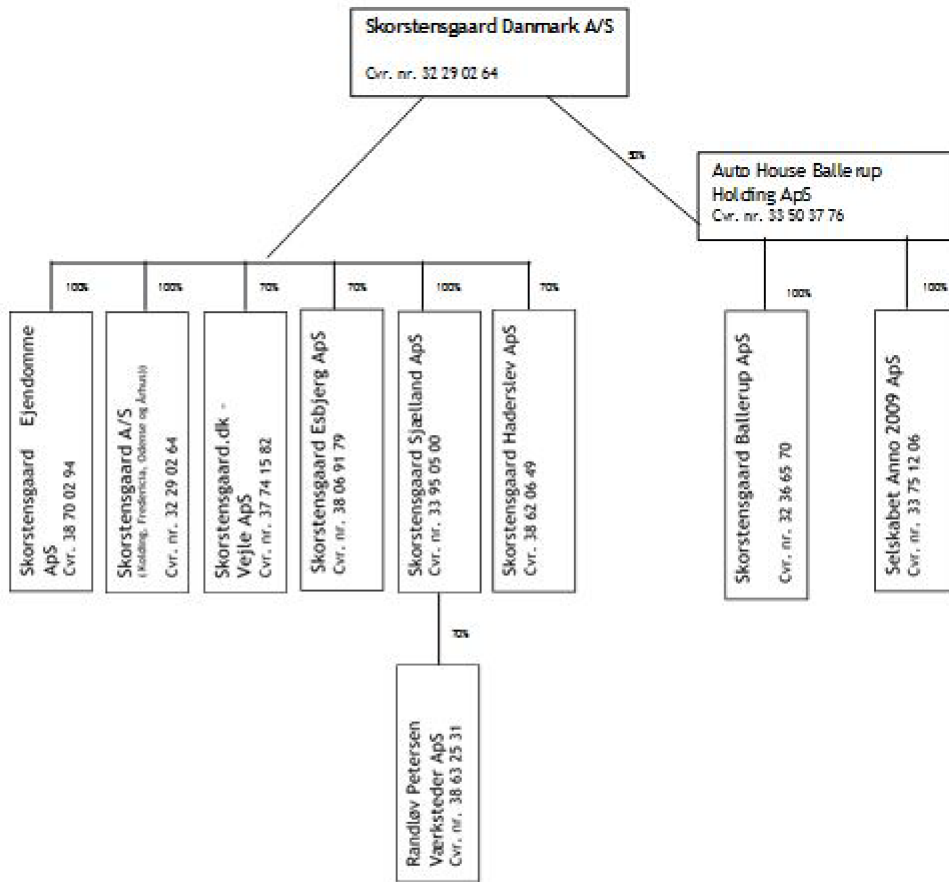 Skorstensgaard Danmark A/S
Cvr. nr. 32 29 02 64
50%
Auto House Ballerup
Holding ApS
Cvr. nr. 33 50 37 76
100%
100%
70%
70%
100%
70%
100%
100%
Skorstensgaard Ejendomme
ApS
Cvr. 38 70 02 94
Skorstensgaard A/S
(Kolding, Fredericia, Odense og Århus))
Cvr. nr. 32 29 02 64
Skorstensgaard.dk -
Vejle ApS
Cvr. nr. 37 74 15 82
Skorstensgaard Esbjerg ApS
Cvr. nr. 38 06 91 79
Skorstensgaard Sjælland ApS
Cvr. nr. 33 95 05 00
Skorstensgaard Haderslev ApS
Cvr. 38 62 06 49
Skorstensgaard Ballerup ApS
Cvr. nr. 32 36 65 70
Selskabet Anno 2009 ApS
Cvr. nr. 33 75 12 06
70%
Randløv Petersen
Værksteder ApS
Cvr. nr. 38 63 25 31